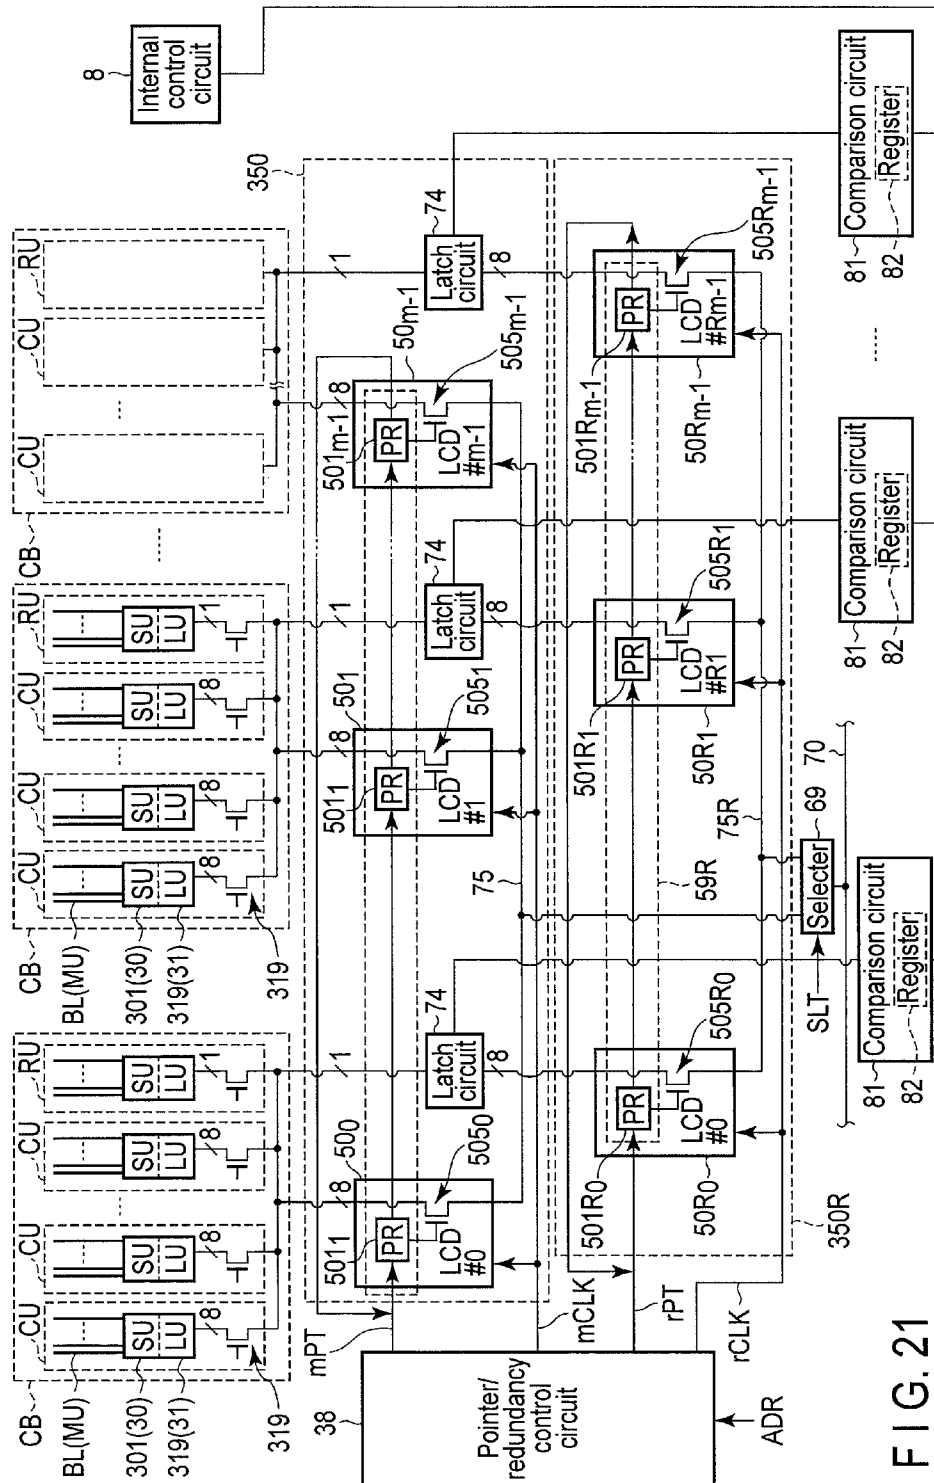 CB
CU
CU
CU
RU
BL(MU)
301(30)
319(31)
SU
LU
8
SU
LU
8
SU
LU
8
SU
LU
1
319
CB
CU
CU
CU
RU
BL(MU)
301(30)
319(31)
SU
LU
8
SU
LU
8
SU
LU
8
SU
LU
1
319
CB
CU
CU
RU
8
Internal
control
circuit
350
mPT
38
Pointer/
redundancy
control
circuit
ADR
mCLK
rPT
rCLK
500
5011
PR
8
5050
LCD
#0
1
74
Latch
circuit
8
501
5011
PR
8
5051
LCD
#1
1
74
Latch
circuit
8
50m-1
501m-1
PR
8
505m-1
LCD
#m-1
1
74
Latch
circuit
8
75
501R0
PR
505R0
LCD
#0
50R0
59R
501R1
PR
505R1
LCD
#R1
50R1
501Rm-1
PR
505Rm-1
LCD
#Rm-1
50Rm-1
75R
350R
SLT
Selecter
69
70
81
Comparison circuit
Register
82
81
Comparison circuit
Register
82
81
Comparison circuit
Register
82
F I G. 21